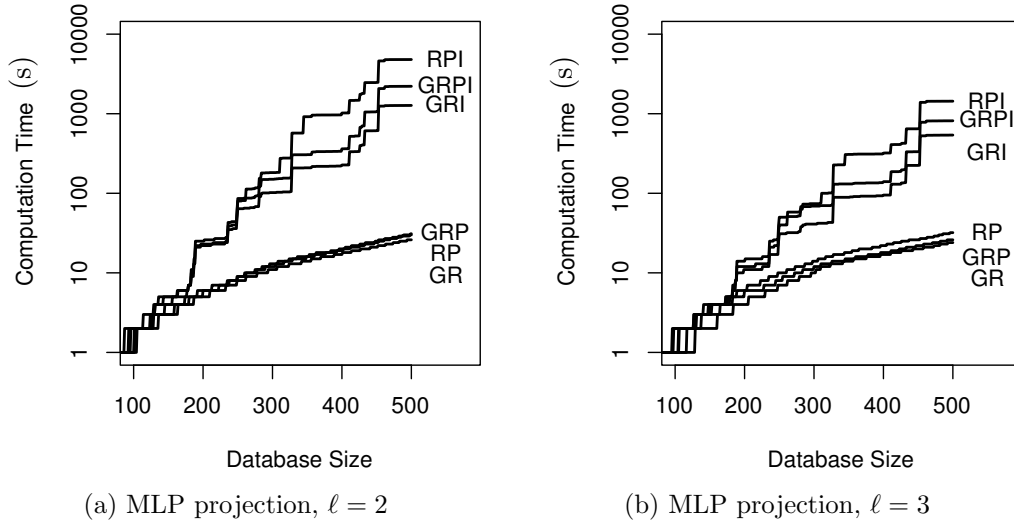 Computation Time (s)
10000
1000
100
10
1
RPI
GRPI
GRI
GRP
RP
GR
100 200 300 400 500
Database Size
(a) MLP projection, ℓ = 2
Computation Time (s)
10000
1000
100
10
1
RPI
GRPI
GRI
RP
GRP
GR
100 200 300 400 500
Database Size
(b) MLP projection, ℓ = 3